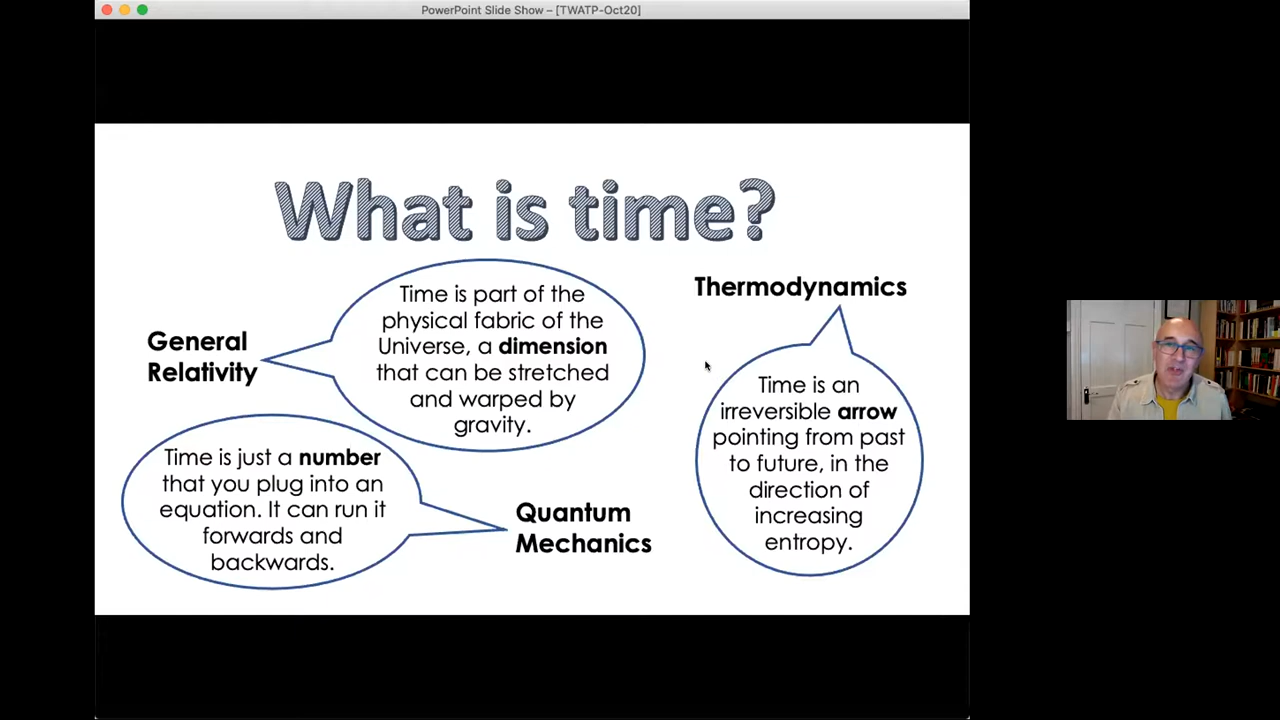 PowerPoint Slide Show – [TWATP-Oct20]
What is time?
General
Relativity
Time is part of the
physical fabric of the
Universe, a dimension
that can be stretched
and warped by
gravity.
Thermodynamics
Time is an
irreversible arrow
pointing from past
to future, in the
direction of
increasing
entropy.
Time is just a number
that you plug into an
equation. It can run it
forwards and
backwards.
Quantum
Mechanics